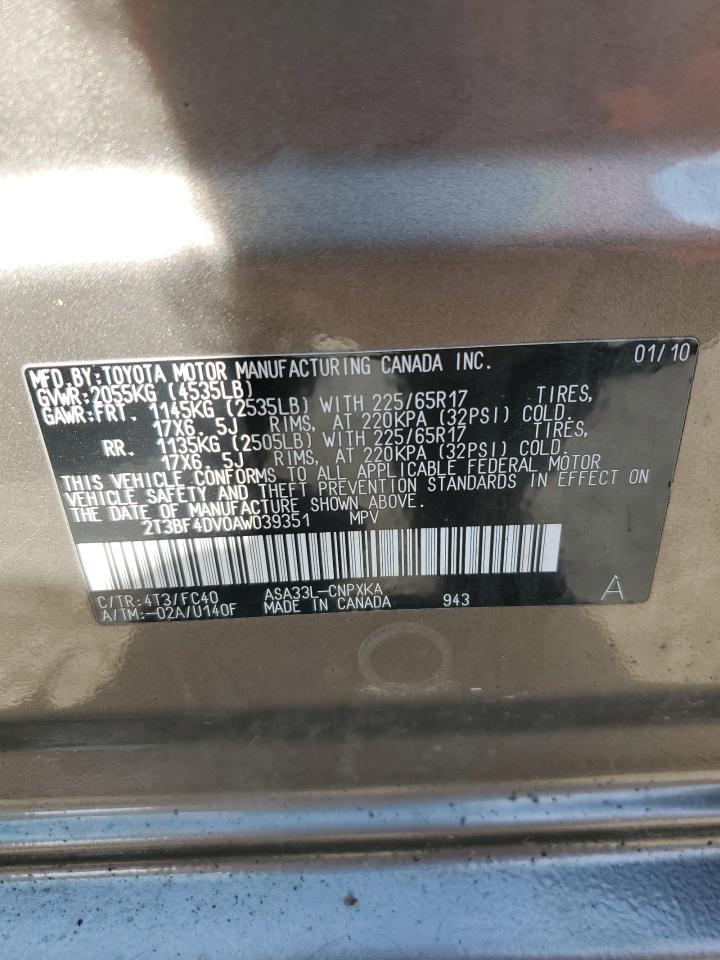 MFD. BY: TOYOTA MOTOR MANUFACTURING CANADA INC. 01/10
GVWR: 2055KG (4535LB)
GAWR: FRT. 1145KG (2535LB) WITH 225/65R17 TIRES,
17X6. 5J RIMS, AT 220KPA (32PSI) COLD.
RR. 1135KG (2505LB) WITH 225/65R17 TIRES,
17X6. 5J RIMS, AT 220KPA (32PSI) COLD.
THIS VEHICLE CONFORMS TO ALL APPLICABLE FEDERAL MOTOR
VEHICLE SAFETY AND THEFT PREVENTION STANDARDS IN EFFECT ON
THE DATE OF MANUFACTURE SHOWN ABOVE.
2T3BF4DV0AW039351 MPV
C/TR: 4T3/FC40 ASA33L-CNPXKA
A/TM: -02A/U140F MADE IN CANADA 943 A